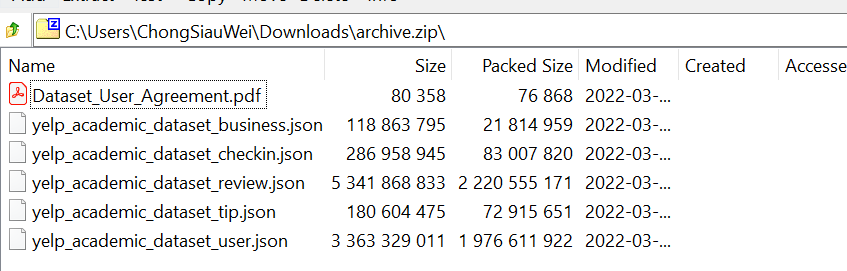 C:\Users\ChongSiauWei\Downloads\archive.zip\
Name Size Packed Size Modified Created Accesse
Dataset_User_Agreement.pdf 80 358 76 868 2022-03-...
yelp_academic_dataset_business.json 118 863 795 21 814 959 2022-03-...
yelp_academic_dataset_checkin.json 286 958 945 83 007 820 2022-03-...
yelp_academic_dataset_review.json 5 341 868 833 2 220 555 171 2022-03-...
yelp_academic_dataset_tip.json 180 604 475 72 915 651 2022-03-...
yelp_academic_dataset_user.json 3 363 329 011 1 976 611 922 2022-03-...